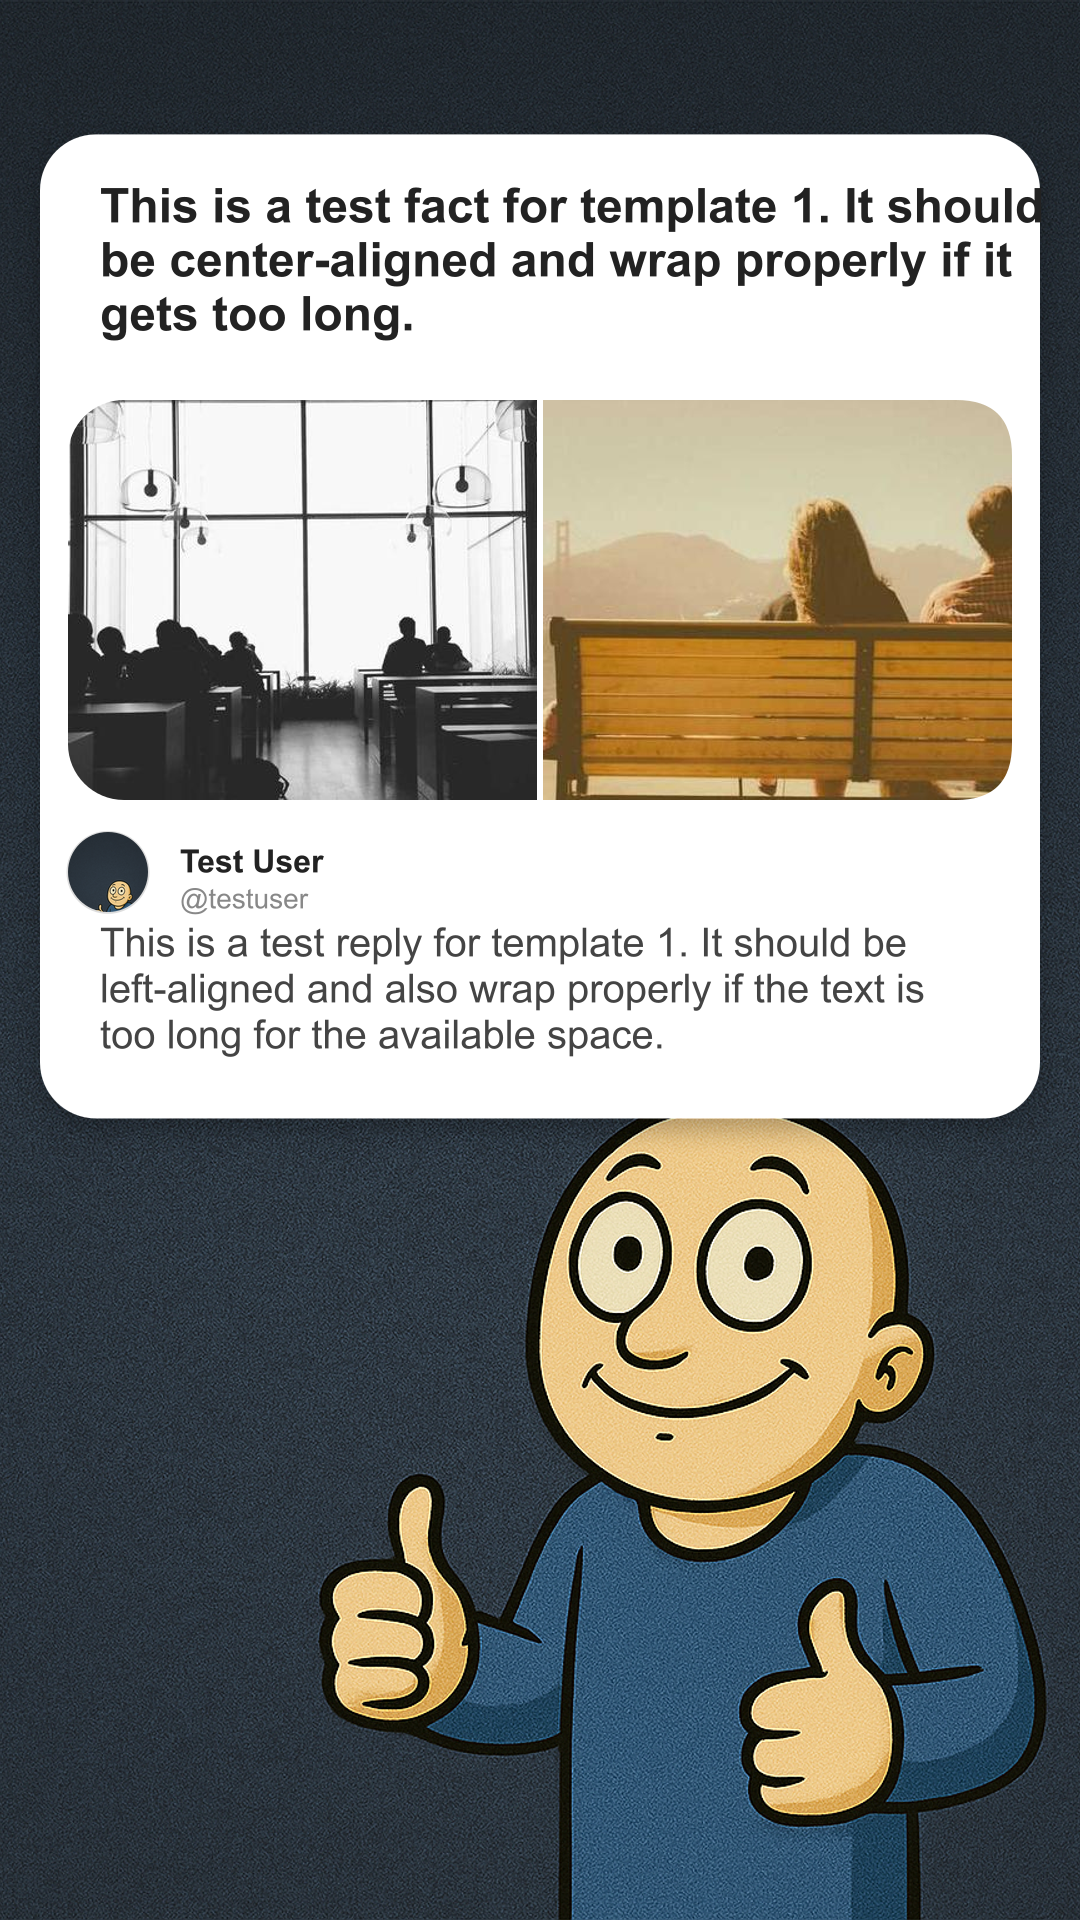 This is a test fact for template 1. It should
be center-aligned and wrap properly if it
gets too long.
Test User
@testuser
This is a test reply for template 1. It should be
left-aligned and also wrap properly if the text is
too long for the available space.